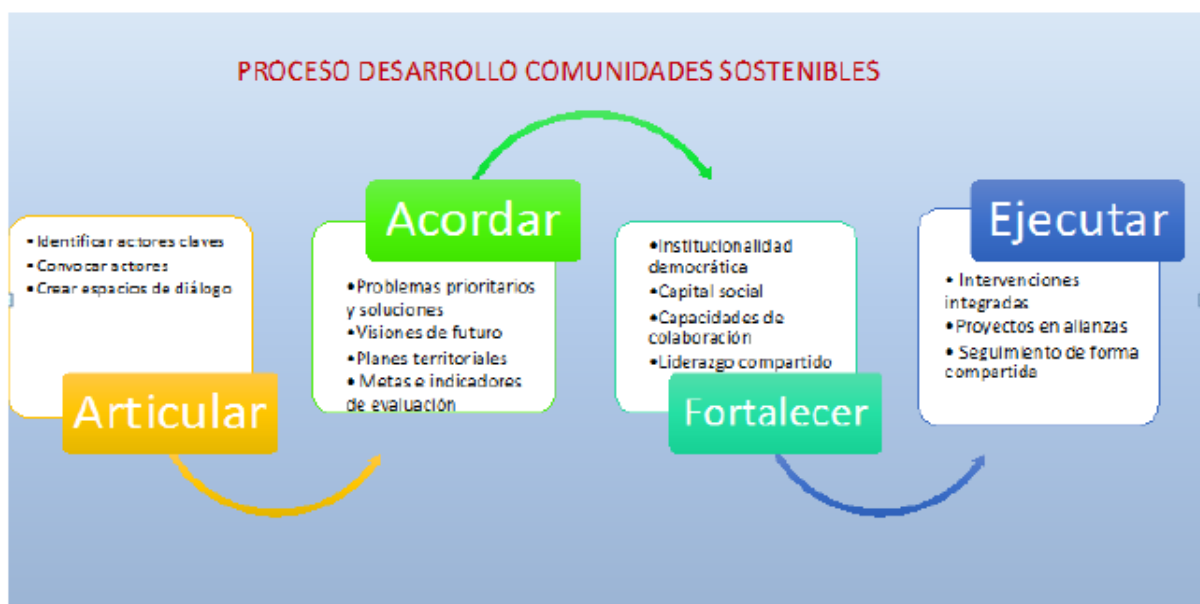 PROCESO DESARROLLO COMUNIDADES SOSTENIBLES
• Identificar actores claves
• Convocar actores
• Crear espacios de diálogo
Articular
Acordar
•Problemas prioritarios
y soluciones
•Visiones de futuro
•Planes territoriales
• Metas e indicadores
de evaluación
•Institucionalidad
democrática
•Capital social
•Capacidades de
colaboración
•Liderazgo compartido
Fortalecer
Ejecutar
• Intervenciones
integradas
•Proyectos en alianzas
• Seguimiento de forma
compartida